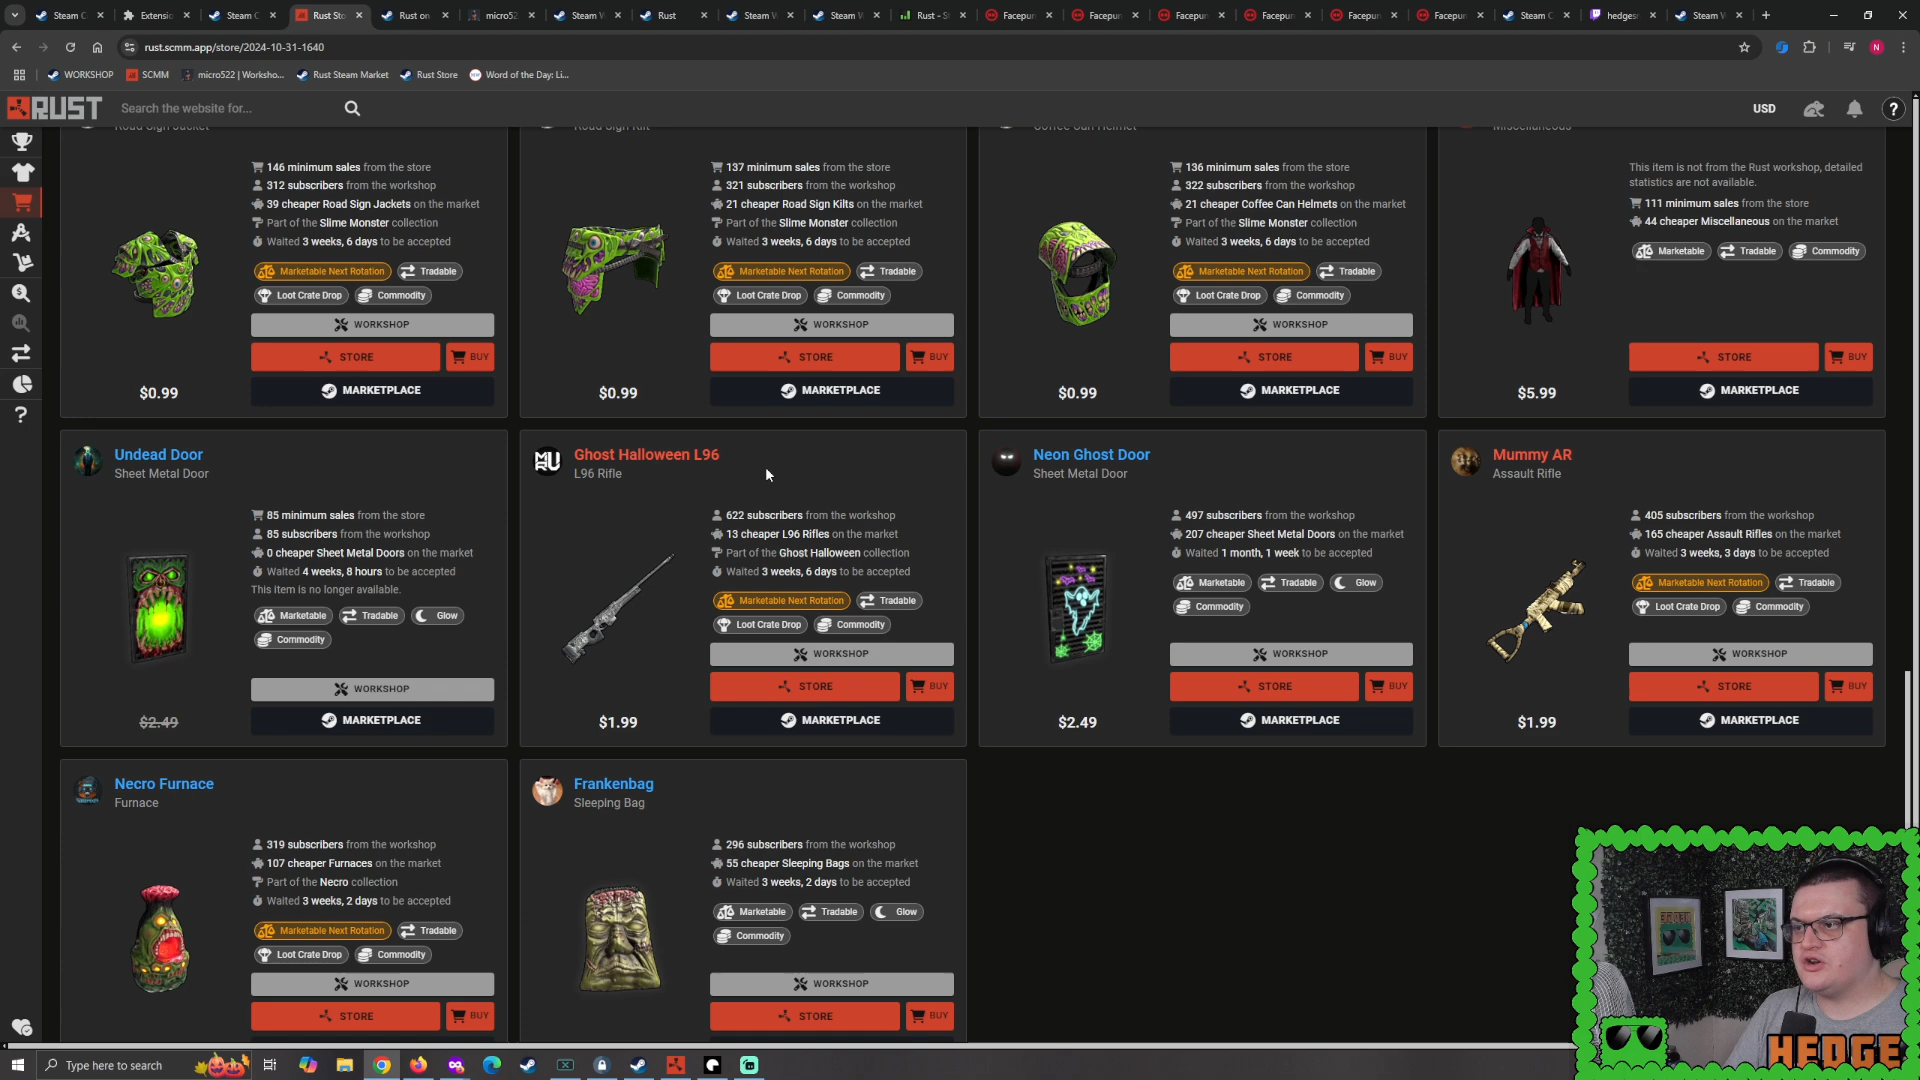 rust.scmm.app/store/2024-10-31-1640
WORKSHOP
SCMM
micro522 | Worksho...
Rust Steam Market
Rust Store
Word of the Day: Li...
RUST
Search the website for...
USD
Road Sign Jacket
Road Sign Kilt
Coffee Can Helmet
Miscellaneous
146 minimum sales from the store
312 subscribers from the workshop
39 cheaper Road Sign Jackets on the market
Part of the Slime Monster collection
Waited 3 weeks, 6 days to be accepted
Marketable Next Rotation
Tradable
Loot Crate Drop
Commodity
WORKSHOP
STORE
BUY
$0.99
MARKETPLACE
137 minimum sales from the store
321 subscribers from the workshop
21 cheaper Road Sign Kilts on the market
Part of the Slime Monster collection
Waited 3 weeks, 6 days to be accepted
Marketable Next Rotation
Tradable
Loot Crate Drop
Commodity
WORKSHOP
STORE
BUY
$0.99
MARKETPLACE
136 minimum sales from the store
322 subscribers from the workshop
21 cheaper Coffee Can Helmets on the market
Part of the Slime Monster collection
Waited 3 weeks, 6 days to be accepted
Marketable Next Rotation
Tradable
Loot Crate Drop
Commodity
WORKSHOP
STORE
BUY
$0.99
MARKETPLACE
This item is not from the Rust workshop, detailed
statistics are not available.
111 minimum sales from the store
44 cheaper Miscellaneous on the market
Marketable
Tradable
Commodity
STORE
BUY
$5.99
MARKETPLACE
Undead Door
Sheet Metal Door
85 minimum sales from the store
85 subscribers from the workshop
0 cheaper Sheet Metal Doors on the market
Waited 4 weeks, 8 hours to be accepted
This item is no longer available.
Marketable
Tradable
Glow
Commodity
WORKSHOP
$2.49
MARKETPLACE
Ghost Halloween L96
L96 Rifle
622 subscribers from the workshop
13 cheaper L96 Rifles on the market
Part of the Ghost Halloween collection
Waited 3 weeks, 6 days to be accepted
Marketable Next Rotation
Tradable
Loot Crate Drop
Commodity
WORKSHOP
STORE
BUY
$1.99
MARKETPLACE
Neon Ghost Door
Sheet Metal Door
497 subscribers from the workshop
207 cheaper Sheet Metal Doors on the market
Waited 1 month, 1 week to be accepted
Marketable
Tradable
Glow
Commodity
WORKSHOP
STORE
BUY
$2.49
MARKETPLACE
Mummy AR
Assault Rifle
405 subscribers from the workshop
165 cheaper Assault Rifles on the market
Waited 3 weeks, 3 days to be accepted
Marketable Next Rotation
Tradable
Loot Crate Drop
Commodity
WORKSHOP
STORE
BUY
$1.99
MARKETPLACE
Necro Furnace
Furnace
319 subscribers from the workshop
107 cheaper Furnaces on the market
Part of the Necro collection
Waited 3 weeks, 2 days to be accepted
Marketable Next Rotation
Tradable
Loot Crate Drop
Commodity
WORKSHOP
STORE
BUY
Frankenbag
Sleeping Bag
296 subscribers from the workshop
55 cheaper Sleeping Bags on the market
Waited 3 weeks, 2 days to be accepted
Marketable
Tradable
Glow
Commodity
WORKSHOP
STORE
BUY
HEDGE
Type here to search